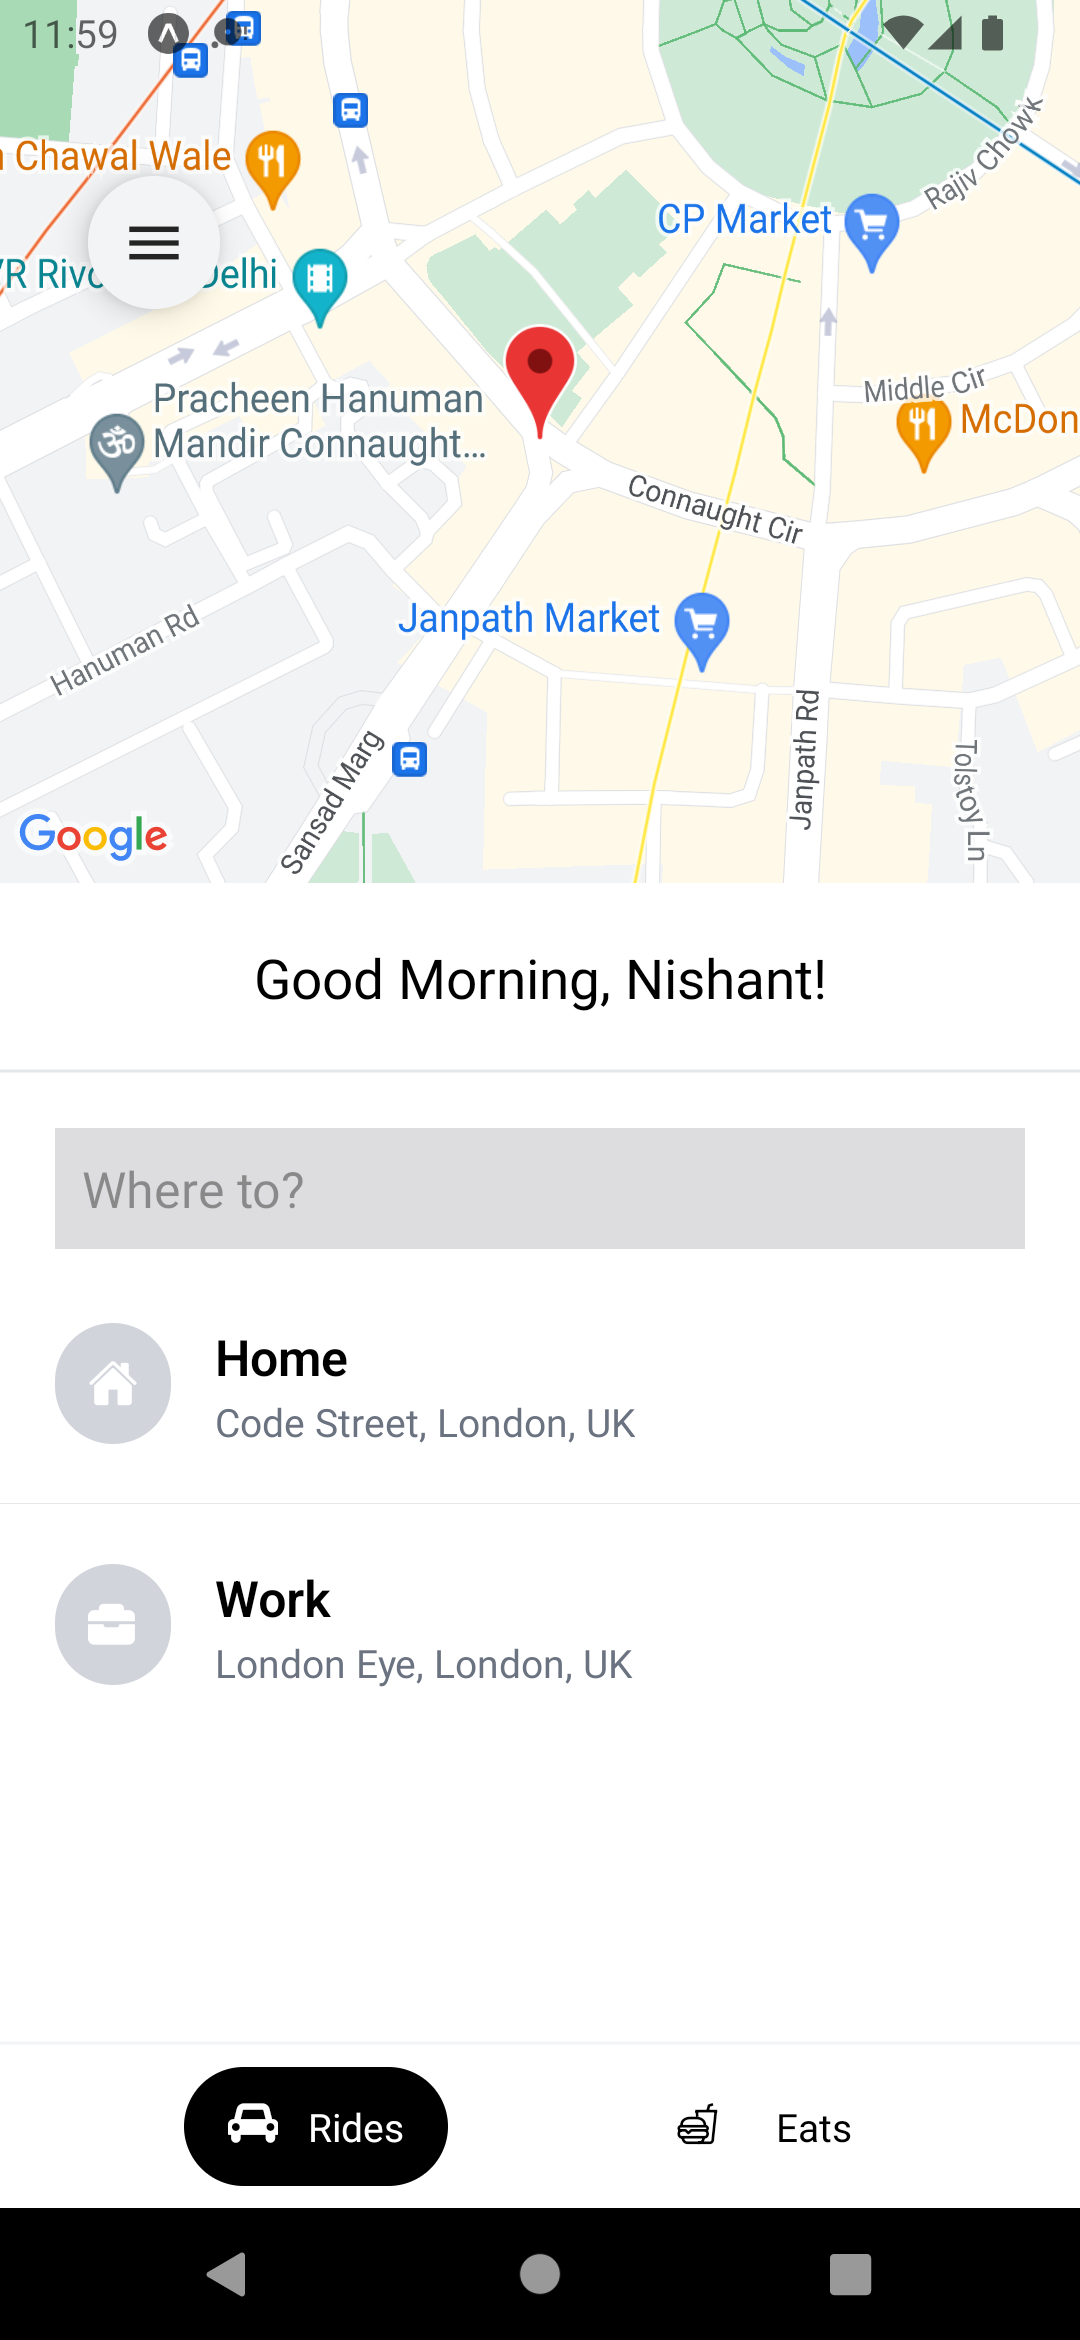 11:59
Chawal Wale
CP Market
Rajiv Chowk
Delhi
Pracheen Hanuman
Mandir Connaught...
Middle Cir
McDon
Connaught Cir
Janpath Market
Hanuman Rd
Sansad Marg
Janpath Rd
Tolstoy Ln
Google
Good Morning, Nishant!
Where to?
Home
Code Street, London, UK
Work
London Eye, London, UK
Rides
Eats